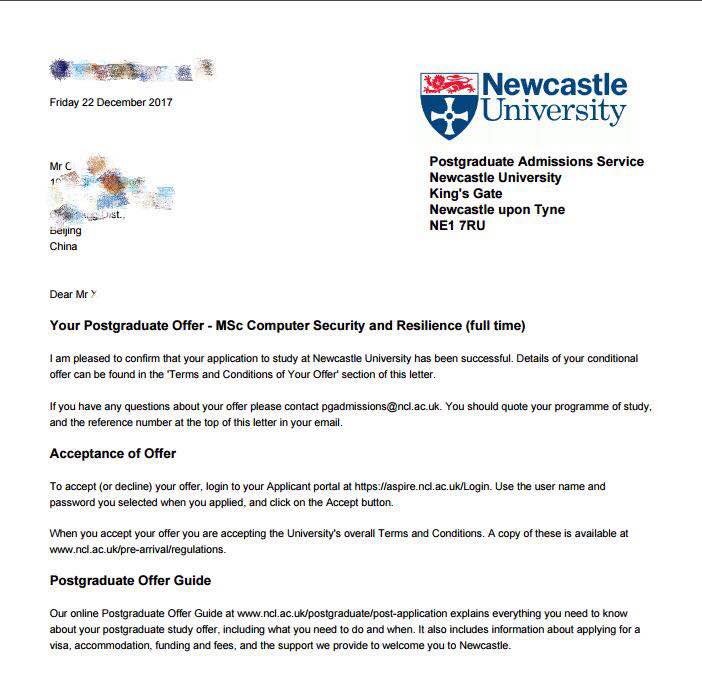 Newcastle
University
Friday 22 December 2017
Postgraduate Admissions Service
Newcastle University
King's Gate
Newcastle upon Tyne
NE1 7RU
Mr C
Beijing
China
Dear Mr Y
Your Postgraduate Offer - MSc Computer Security and Resilience (full time)
I am pleased to confirm that your application to study at Newcastle University has been successful. Details of your conditional
offer can be found in the 'Terms and Conditions of Your Offer' section of this letter.
If you have any questions about your offer please contact pgadmissions@ncl.ac.uk. You should quote your programme of study,
and the reference number at the top of this letter in your email.
Acceptance of Offer
To accept (or decline) your offer, login to your Applicant portal at https://aspire.ncl.ac.uk/Login. Use the user name and
password you selected when you applied, and click on the Accept button.
When you accept your offer you are accepting the University's overall Terms and Conditions. A copy of these is available at
www.ncl.ac.uk/pre-arrival/regulations.
Postgraduate Offer Guide
Our online Postgraduate Offer Guide at www.ncl.ac.uk/postgraduate/post-application explains everything you need to know
about your postgraduate study offer, including what you need to do and when. It also includes information about applying for a
visa, accommodation, funding and fees, and the support we provide to welcome you to Newcastle.